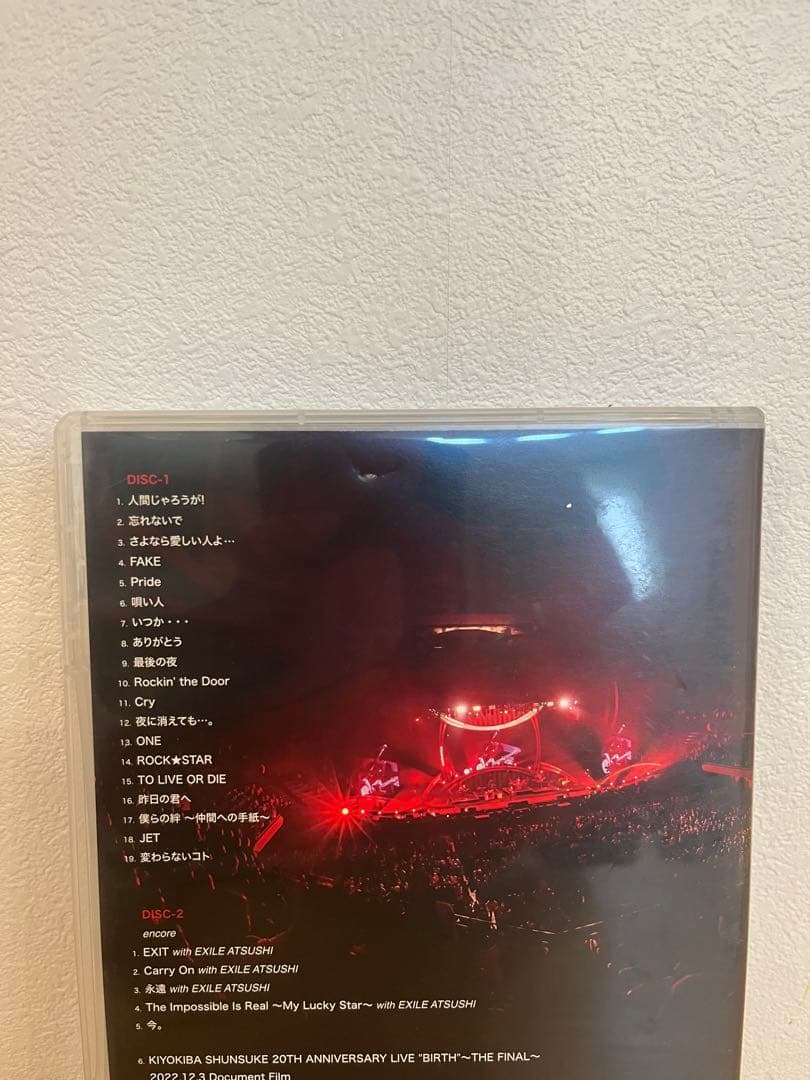 DISC-1
1. 人間じゃろうが!
2. 忘れないで
3. さよなら愛しい人よ…
4. FAKE
5. Pride
6. 唄い人
7. いつか・・・
8. ありがとう
9. 最後の夜
10. Rockin' the Door
11. Cry
12. 夜に消えても…。
13. ONE
14. ROCK★STAR
15. TO LIVE OR DIE
16. 昨日の君へ
17. 僕らの絆 〜仲間への手紙〜
18. JET
19. 変わらないコト
DISC-2
encore
1. EXIT with EXILE ATSUSHI
2. Carry On with EXILE ATSUSHI
3. 永遠 with EXILE ATSUSHI
4. The Impossible Is Real 〜My Lucky Star〜 with EXILE ATSUSHI
5. 今。
6. KIYOKIBA SHUNSUKE 20TH ANNIVERSARY LIVE "BIRTH"〜THE FINAL〜
2022.12.3 Document Film